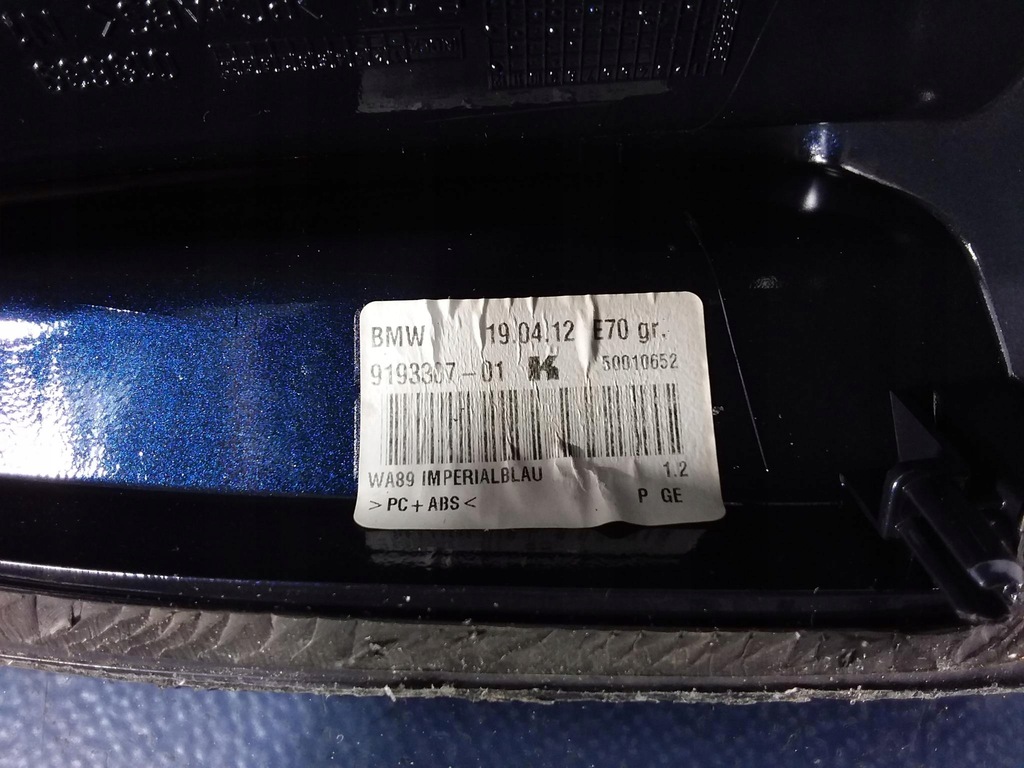 BMW 19.04.12 E70 gr.
9193307-01 K 50010652
WA89 IMPERIALBLAU 1.2
>PC+ABS< P GE